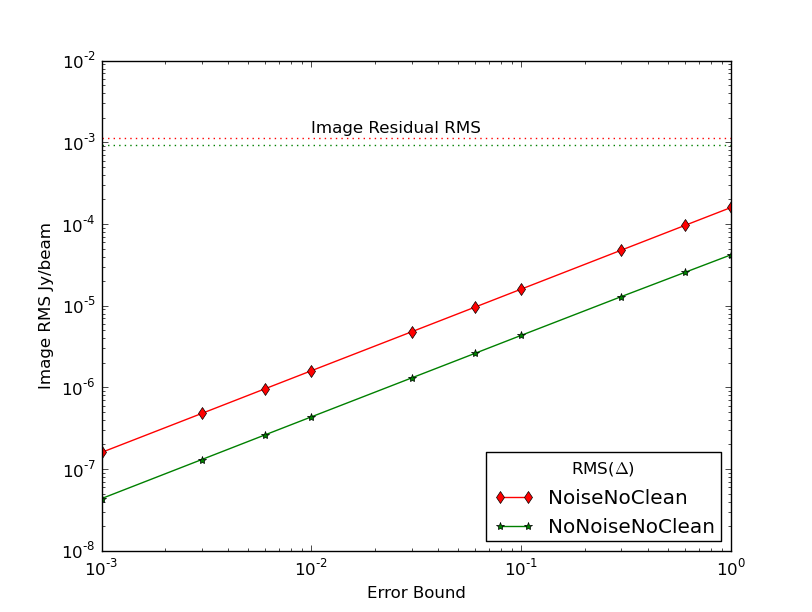 10^-2
10^-3
10^-4
10^-5
10^-6
10^-7
10^-8
Image RMS Jy/beam
Image Residual RMS
RMS(Δ)
NoiseNoClean
NoNoiseNoClean
10^-3
10^-2
10^-1
10^0
Error Bound